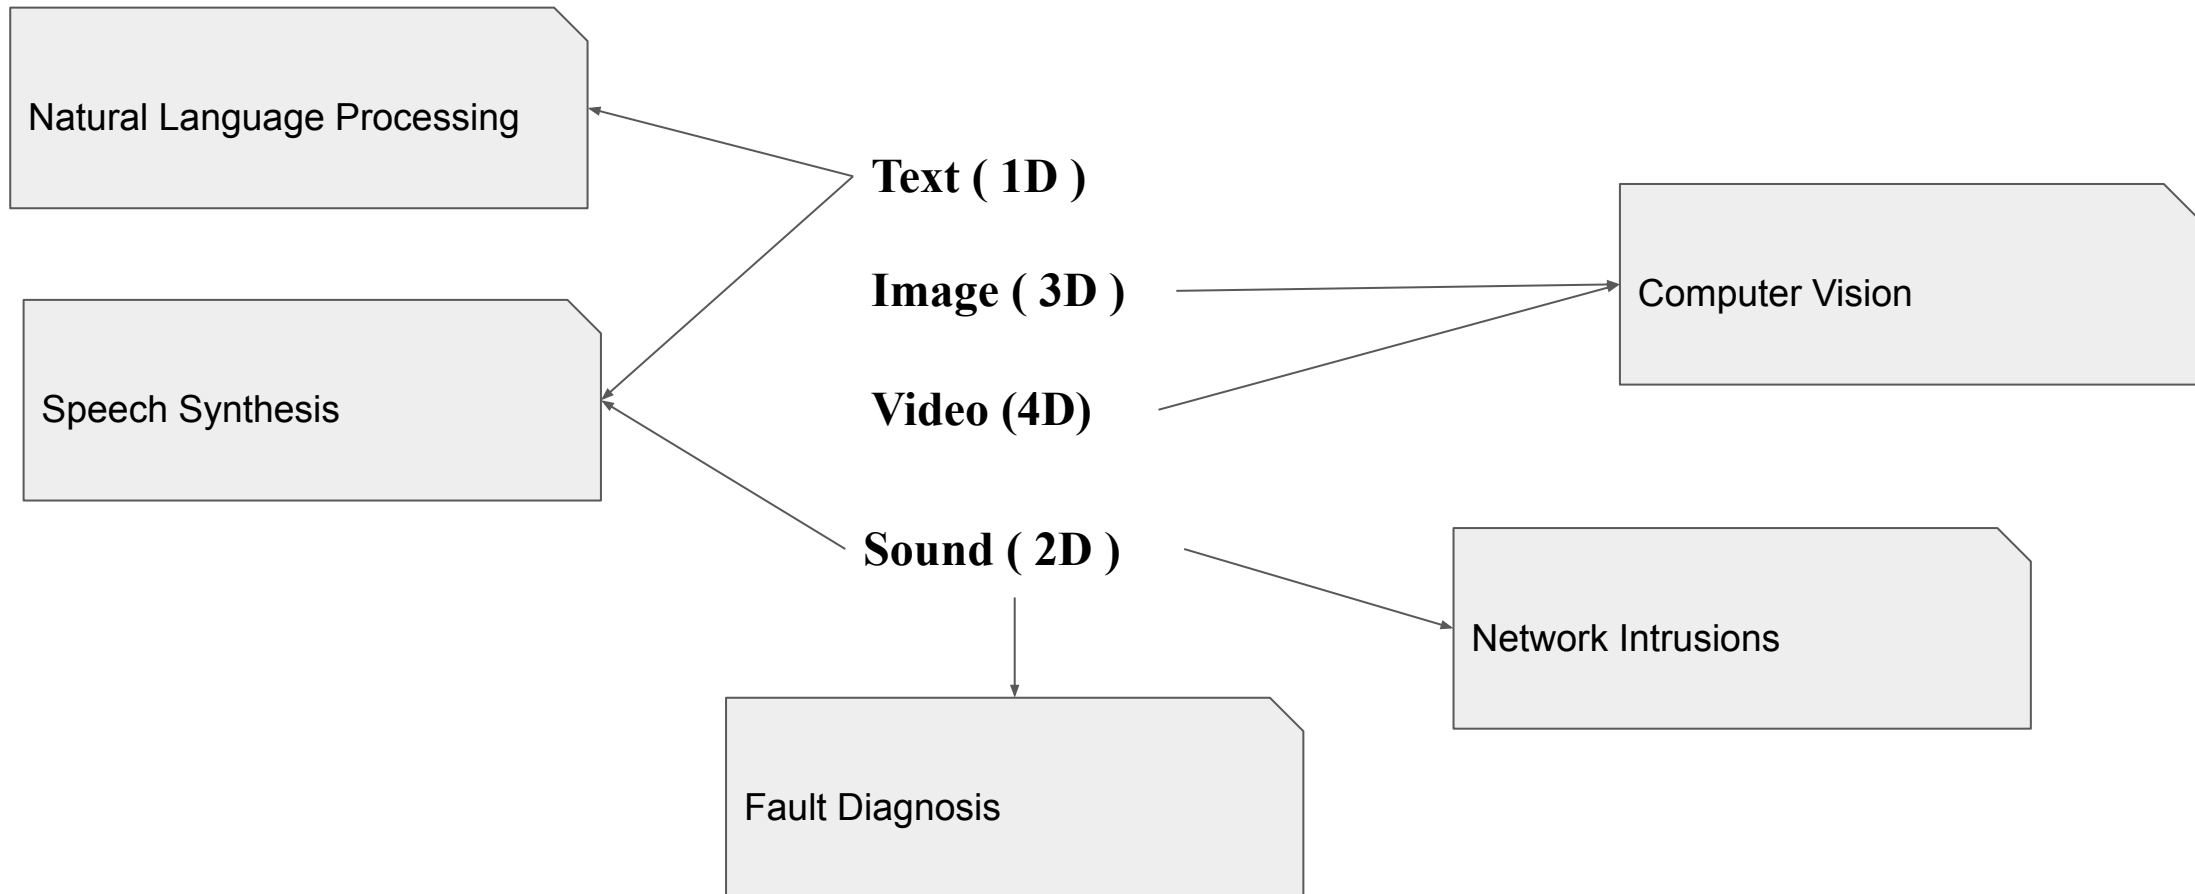 Natural Language Processing
Text ( 1D )
Image ( 3D )
Computer Vision
Speech Synthesis
Video (4D)
Sound ( 2D )
Network Intrusions
Fault Diagnosis